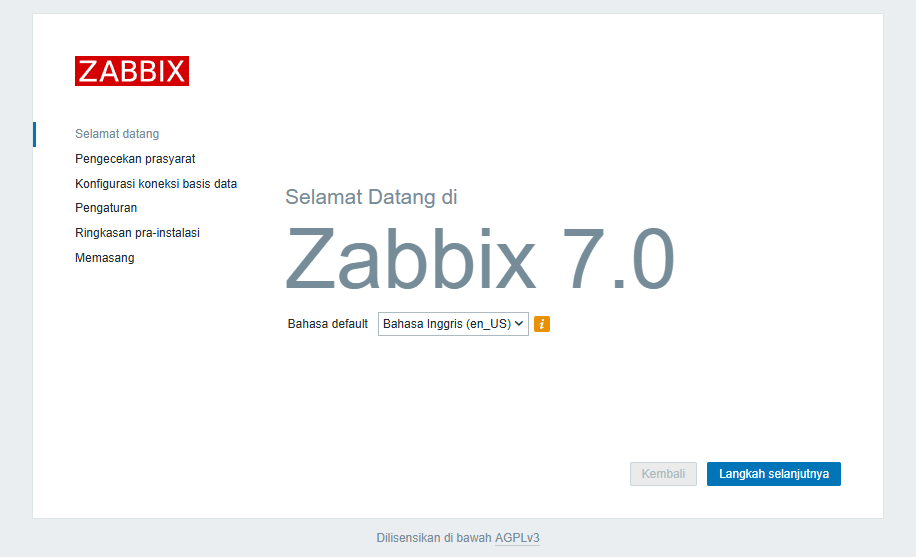 ZABBIX
Selamat datang
Pengecekan prasyarat
Konfigurasi koneksi basis data
Pengaturan
Ringkasan pra-instalasi
Memasang
Selamat Datang di
Zabbix 7.0
Bahasa default Bahasa Inggris (en_US) i
Kembali Langkah selanjutnya
Dilisensikan di bawah AGPLv3